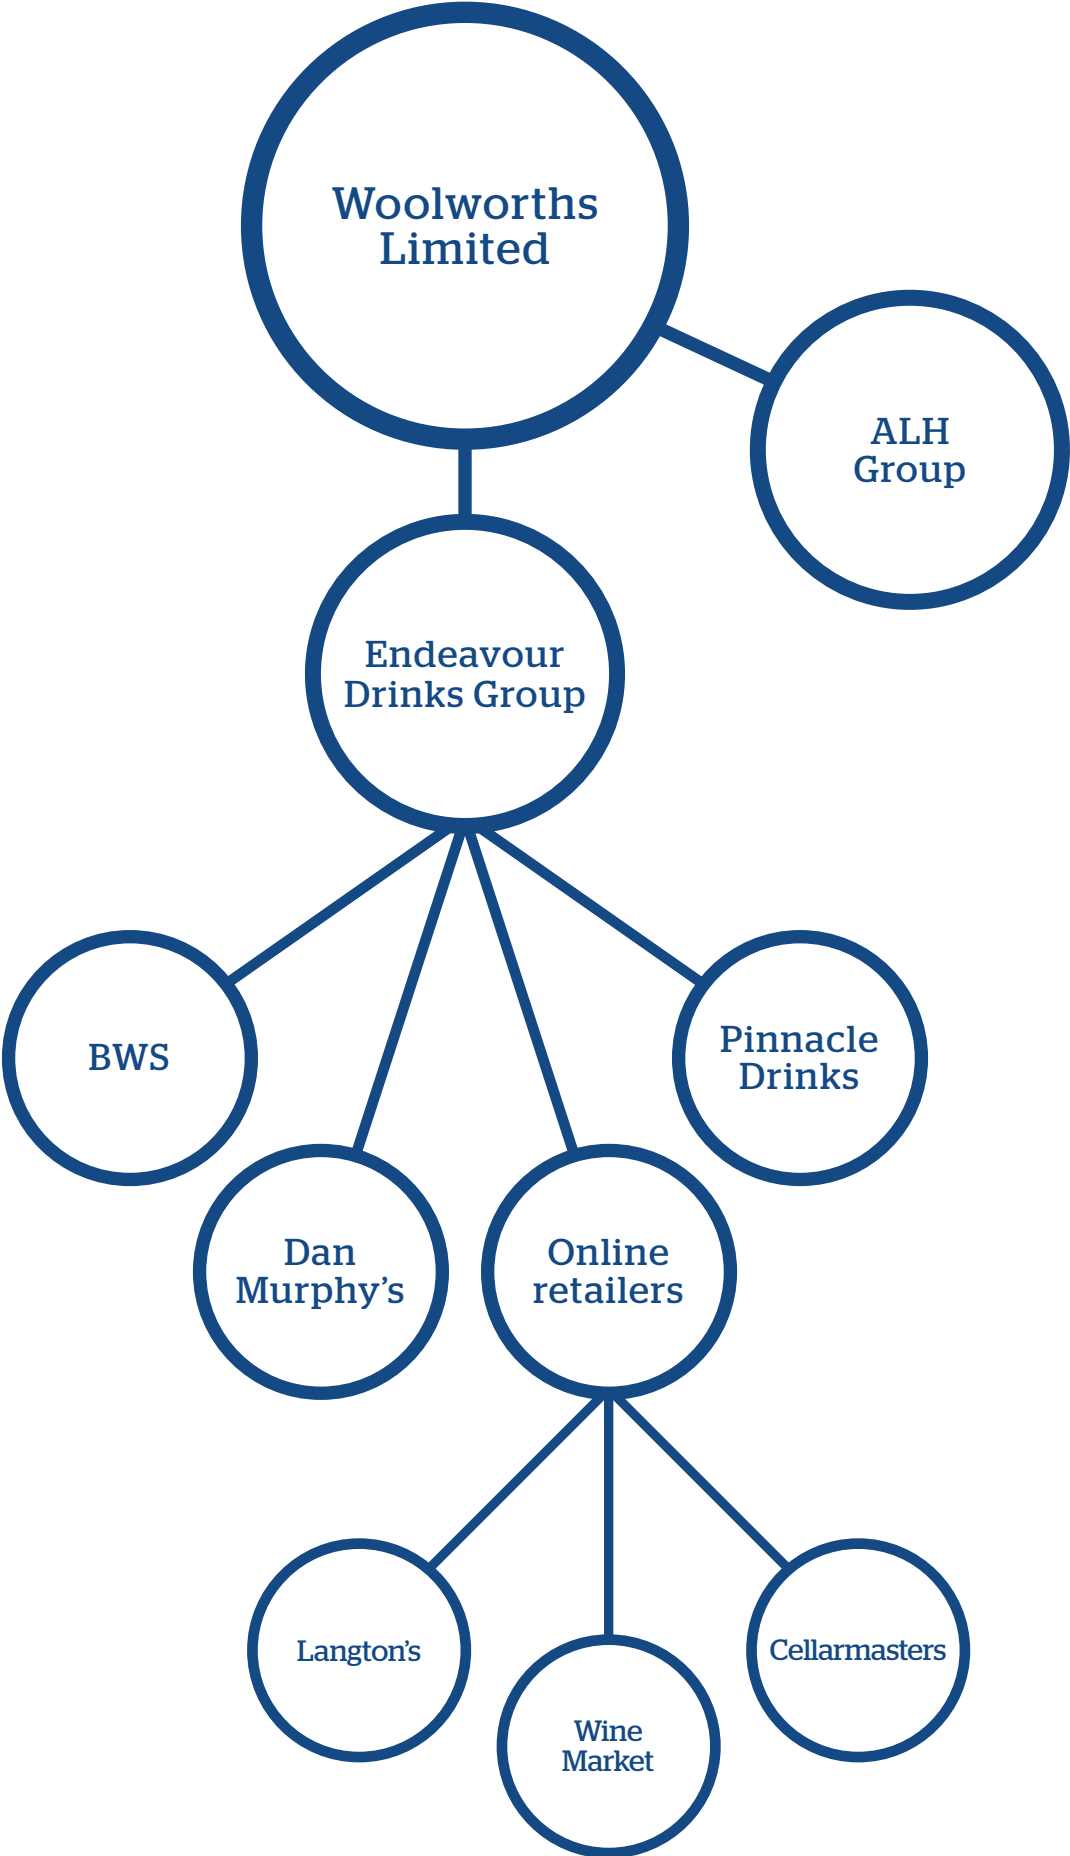 Woolworths
Limited
ALH
Group
Endeavour
Drinks Group
BWS
Pinnacle
Drinks
Dan
Murphy’s
Online
retailers
Langton’s
Wine
Market
Cellarmasters